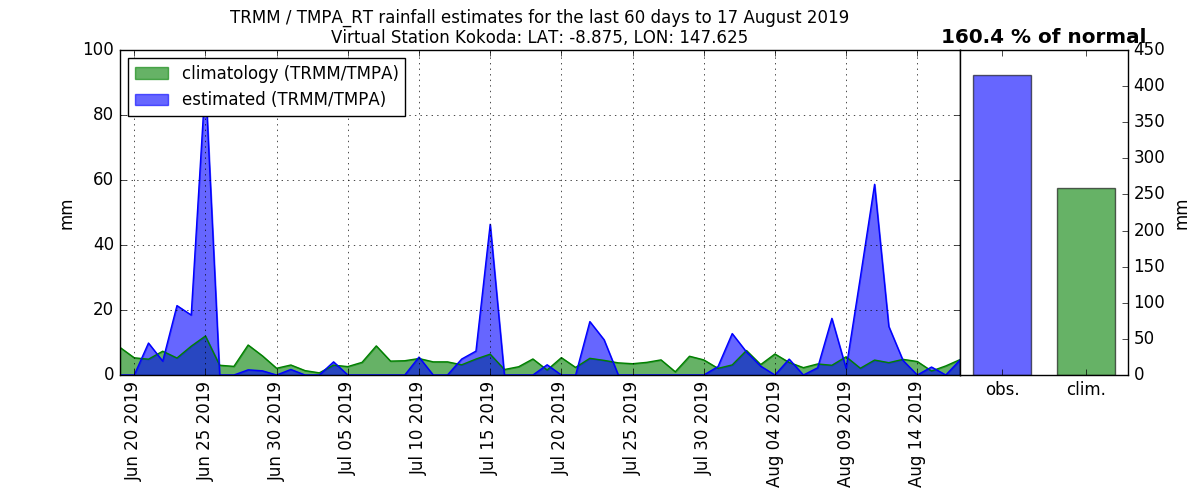 TRMM / TMPA_RT rainfall estimates for the last 60 days to 17 August 2019
Virtual Station Kokoda: LAT: -8.875, LON: 147.625
160.4 % of normal
climatology (TRMM/TMPA)
estimated (TRMM/TMPA)
100
80
60
40
20
0
mm
450
400
350
300
250
200
150
100
50
0
mm
Jun 20 2019
Jun 25 2019
Jun 30 2019
Jul 05 2019
Jul 10 2019
Jul 15 2019
Jul 20 2019
Jul 25 2019
Jul 30 2019
Aug 04 2019
Aug 09 2019
Aug 14 2019
obs.
clim.